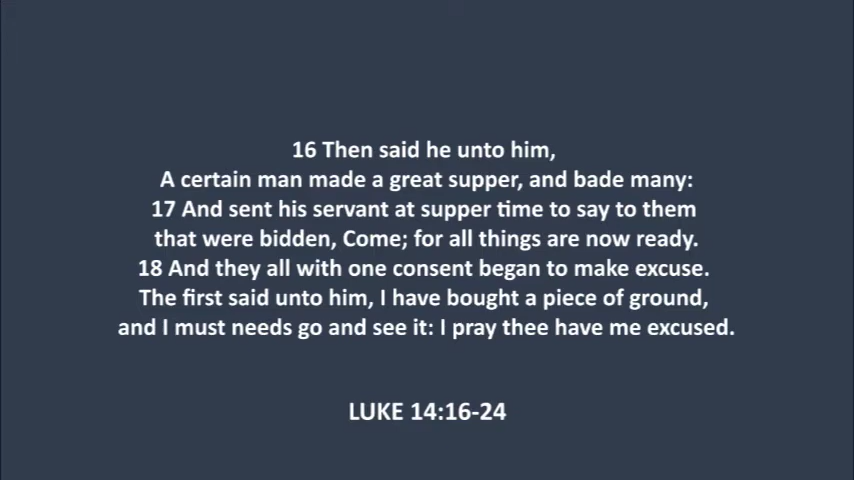 16 Then said he unto him,
A certain man made a great supper, and bade many:
17 And sent his servant at supper time to say to them
that were bidden, Come; for all things are now ready.
18 And they all with one consent began to make excuse.
The first said unto him, I have bought a piece of ground,
and I must needs go and see it: I pray thee have me excused.
LUKE 14:16-24